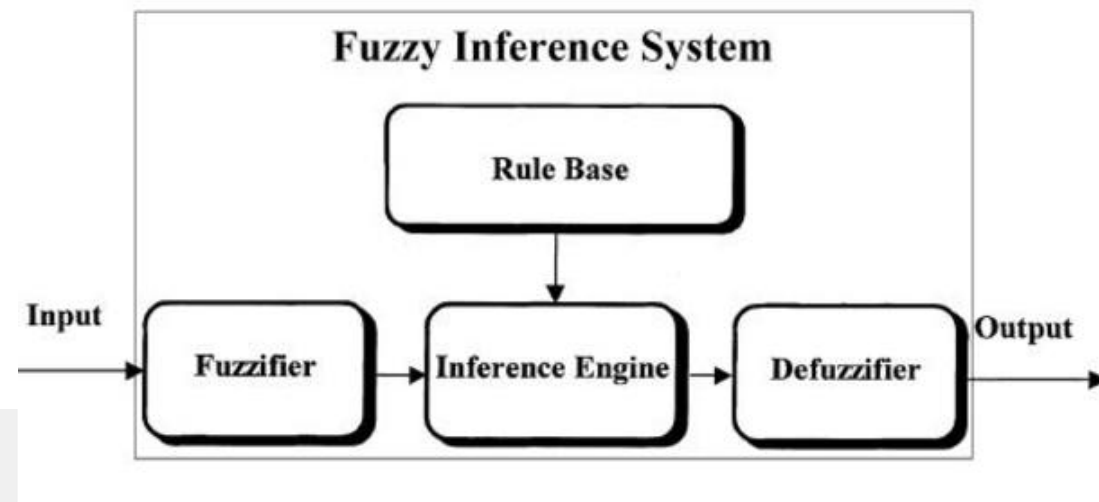 Fuzzy Inference System
Rule Base
Input
Fuzzifier
Inference Engine
Defuzzifier
Output